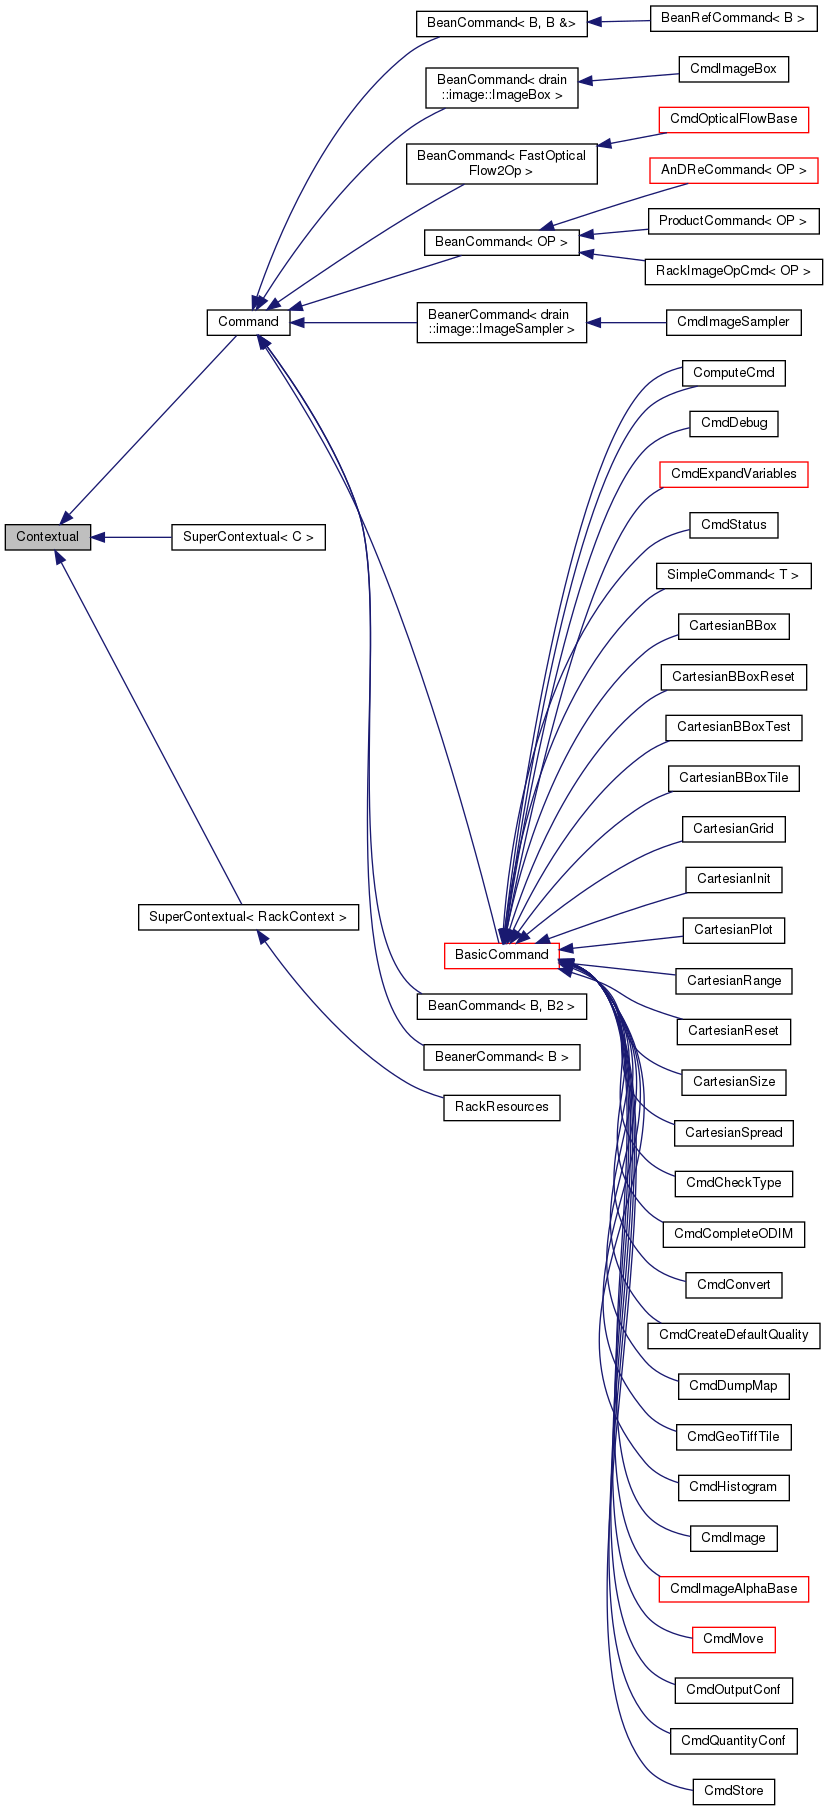 BeanCommand< B, B &>
BeanRefCommand< B >
BeanCommand< drain
::image::ImageBox >
CmdImageBox
BeanCommand< FastOptical
Flow2Op >
CmdOpticalFlowBase
AnDReCommand< OP >
BeanCommand< OP >
ProductCommand< OP >
RackImageOpCmd< OP >
Command
BeanerCommand< drain
::image::ImageSampler >
CmdImageSampler
ComputeCmd
CmdDebug
CmdExpandVariables
CmdStatus
Contextual
SuperContextual< C >
SimpleCommand< T >
CartesianBBox
CartesianBBoxReset
CartesianBBoxTest
CartesianBBoxTile
CartesianGrid
CartesianInit
SuperContextual< RackContext >
CartesianPlot
BasicCommand
CartesianRange
BeanCommand< B, B2 >
CartesianReset
BeanerCommand< B >
CartesianSize
RackResources
CartesianSpread
CmdCheckType
CmdCompleteODIM
CmdConvert
CmdCreateDefaultQuality
CmdDumpMap
CmdGeoTiffTile
CmdHistogram
CmdImage
CmdImageAlphaBase
CmdMove
CmdOutputConf
CmdQuantityConf
CmdStore